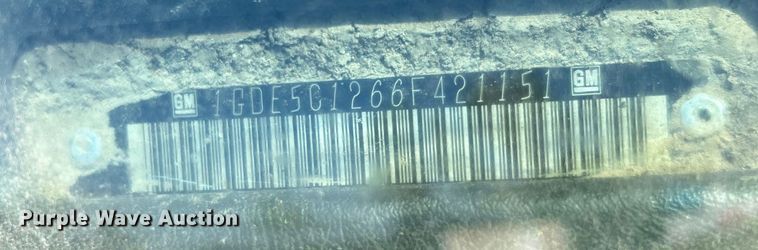 GM 1GDE5C1266F421151 GM
Purple Wave Auction